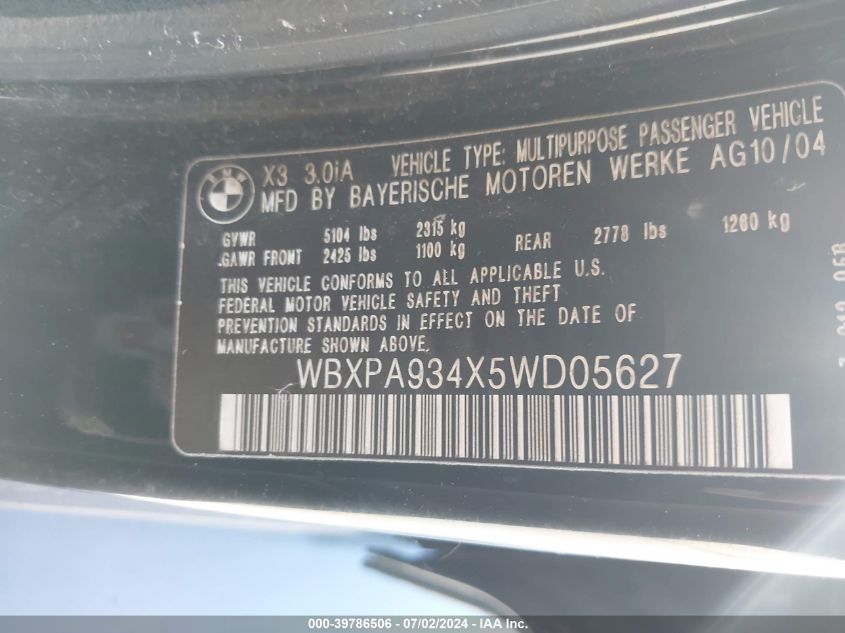 BMW
X3 3.0iA VEHICLE TYPE: MULTIPURPOSE PASSENGER VEHICLE
MFD BY BAYERISCHE MOTOREN WERKE AG10/04
GVWR 5104 lbs 2315 kg
GAWR FRONT 2425 lbs 1100 kg REAR 2778 lbs 1260 kg
THIS VEHICLE CONFORMS TO ALL APPLICABLE U.S.
FEDERAL MOTOR VEHICLE SAFETY AND THEFT
PREVENTION STANDARDS IN EFFECT ON THE DATE OF
MANUFACTURE SHOWN ABOVE.
WBXPA934X5WD05627
000-39786506 - 07/02/2024 - IAA Inc.